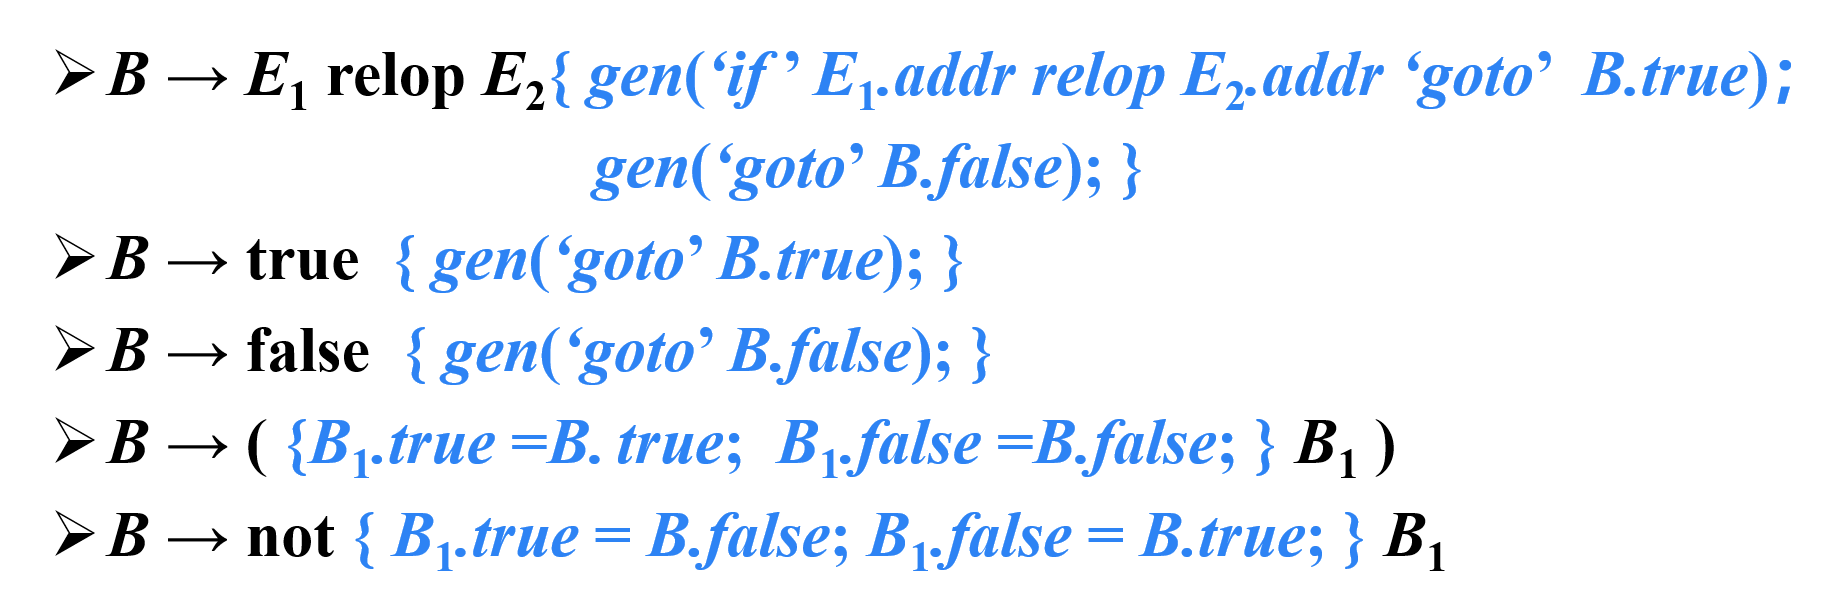 ➢ B → E₁ relop E₂{ gen(‘if’ E₁.addr relop E₂.addr ‘goto’ B.true);
gen(‘goto’ B.false); }
➢ B → true { gen(‘goto’ B.true); }
➢ B → false { gen(‘goto’ B.false); }
➢ B → ( {B₁.true =B. true; B₁.false =B.false; } B₁ )
➢ B → not { B₁.true = B.false; B₁.false = B.true; } B₁